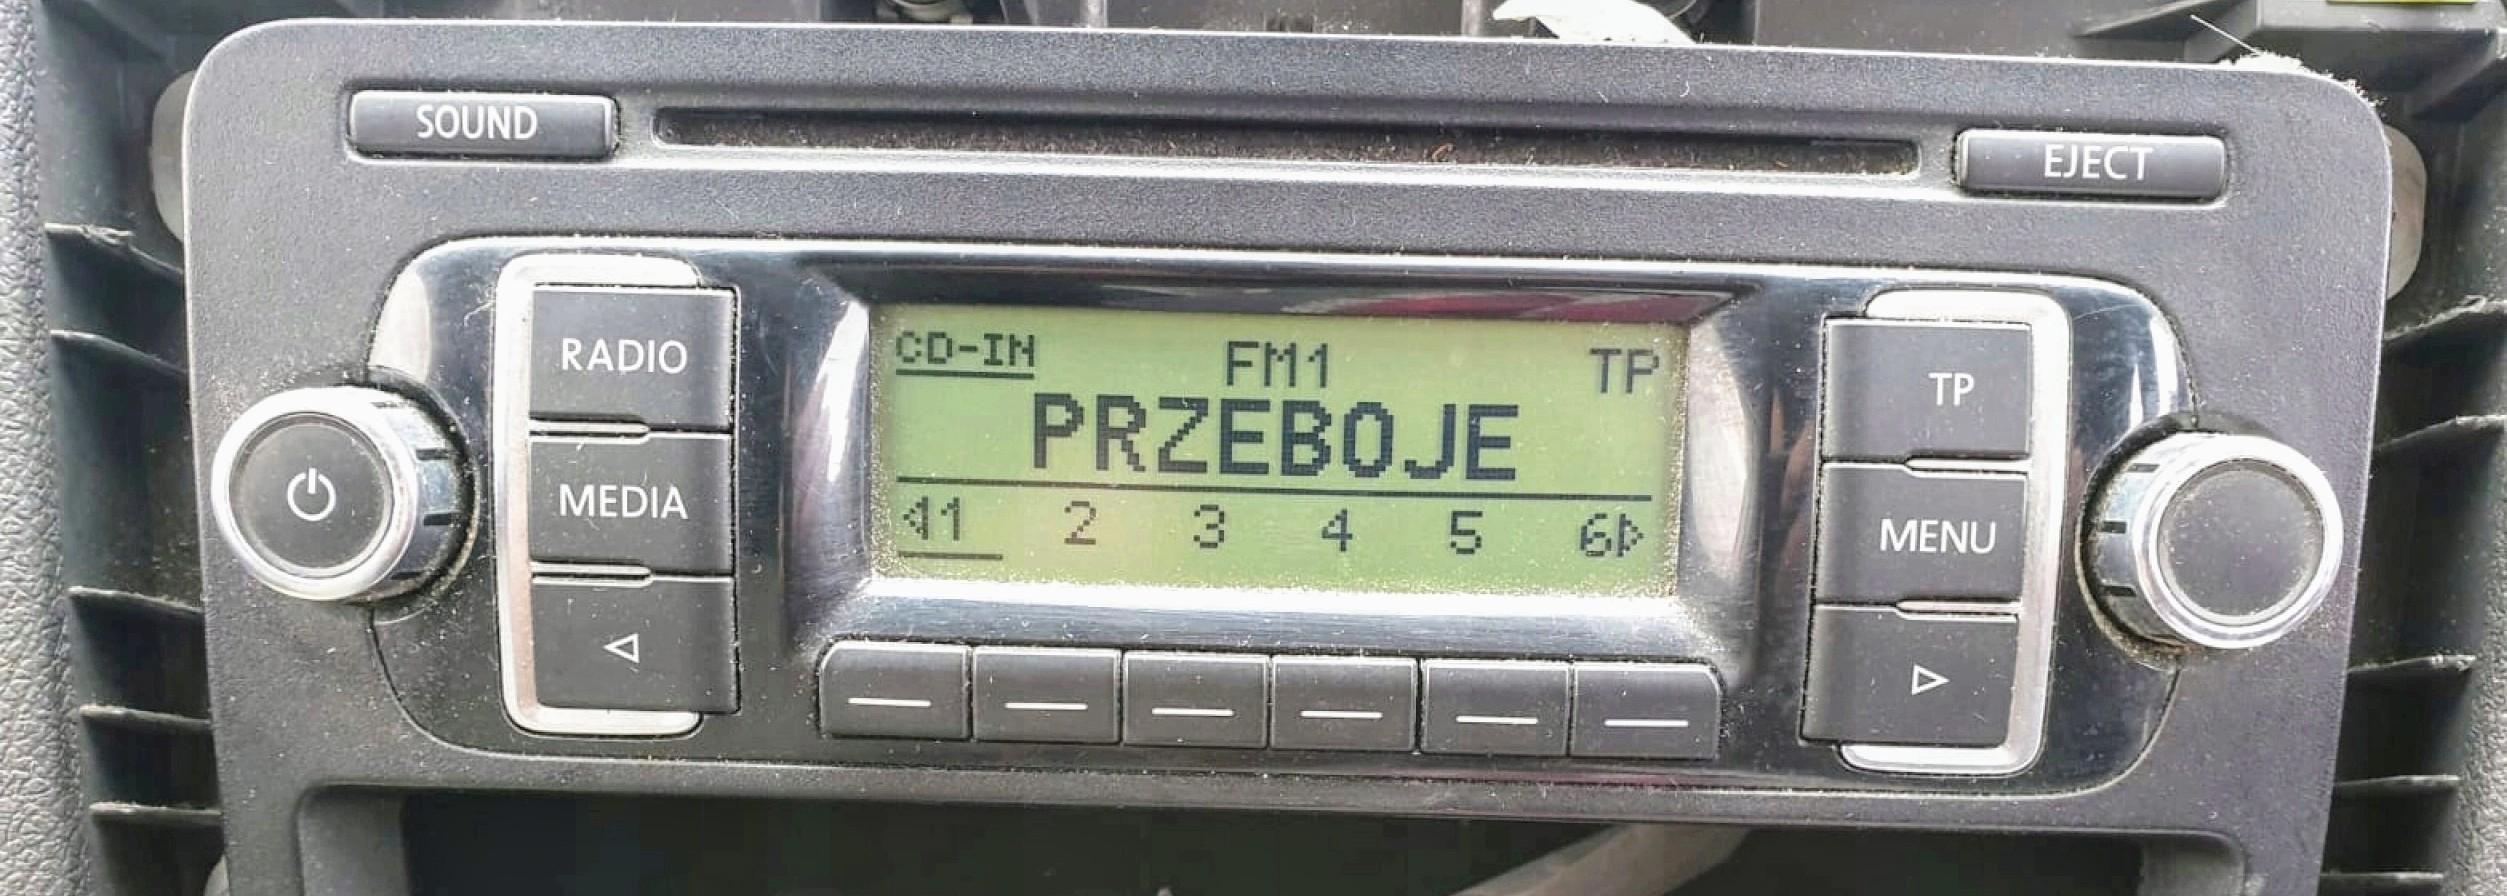 SOUND
EJECT
RADIO
MEDIA
CD-IN FM1 TP
PRZEBOJE
1 2 3 4 5 6
TP
MENU